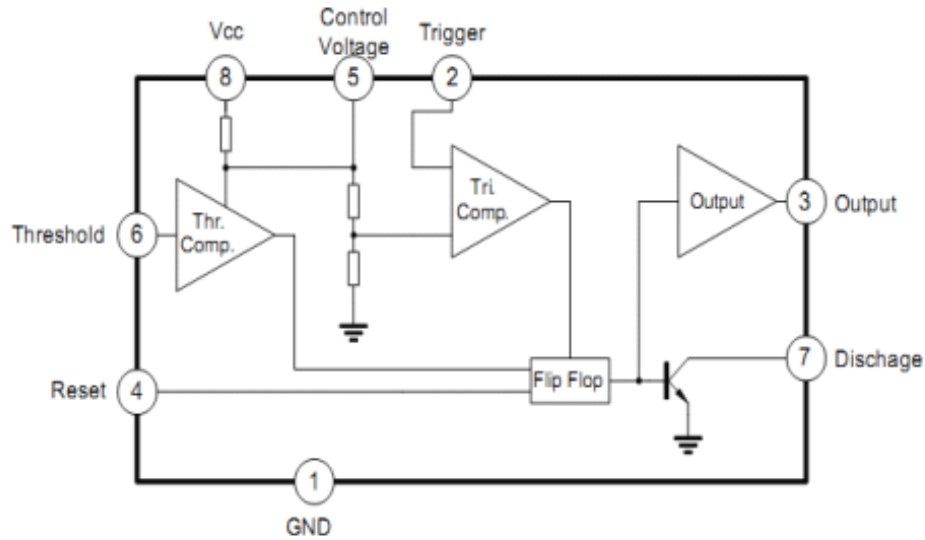 Vcc
Control
Voltage
Trigger
8
5
2
Thr.
Comp.
Tri.
Comp.
Output
3
Output
Threshold
6
7
Dischage
Flip Flop
Reset
4
1
GND